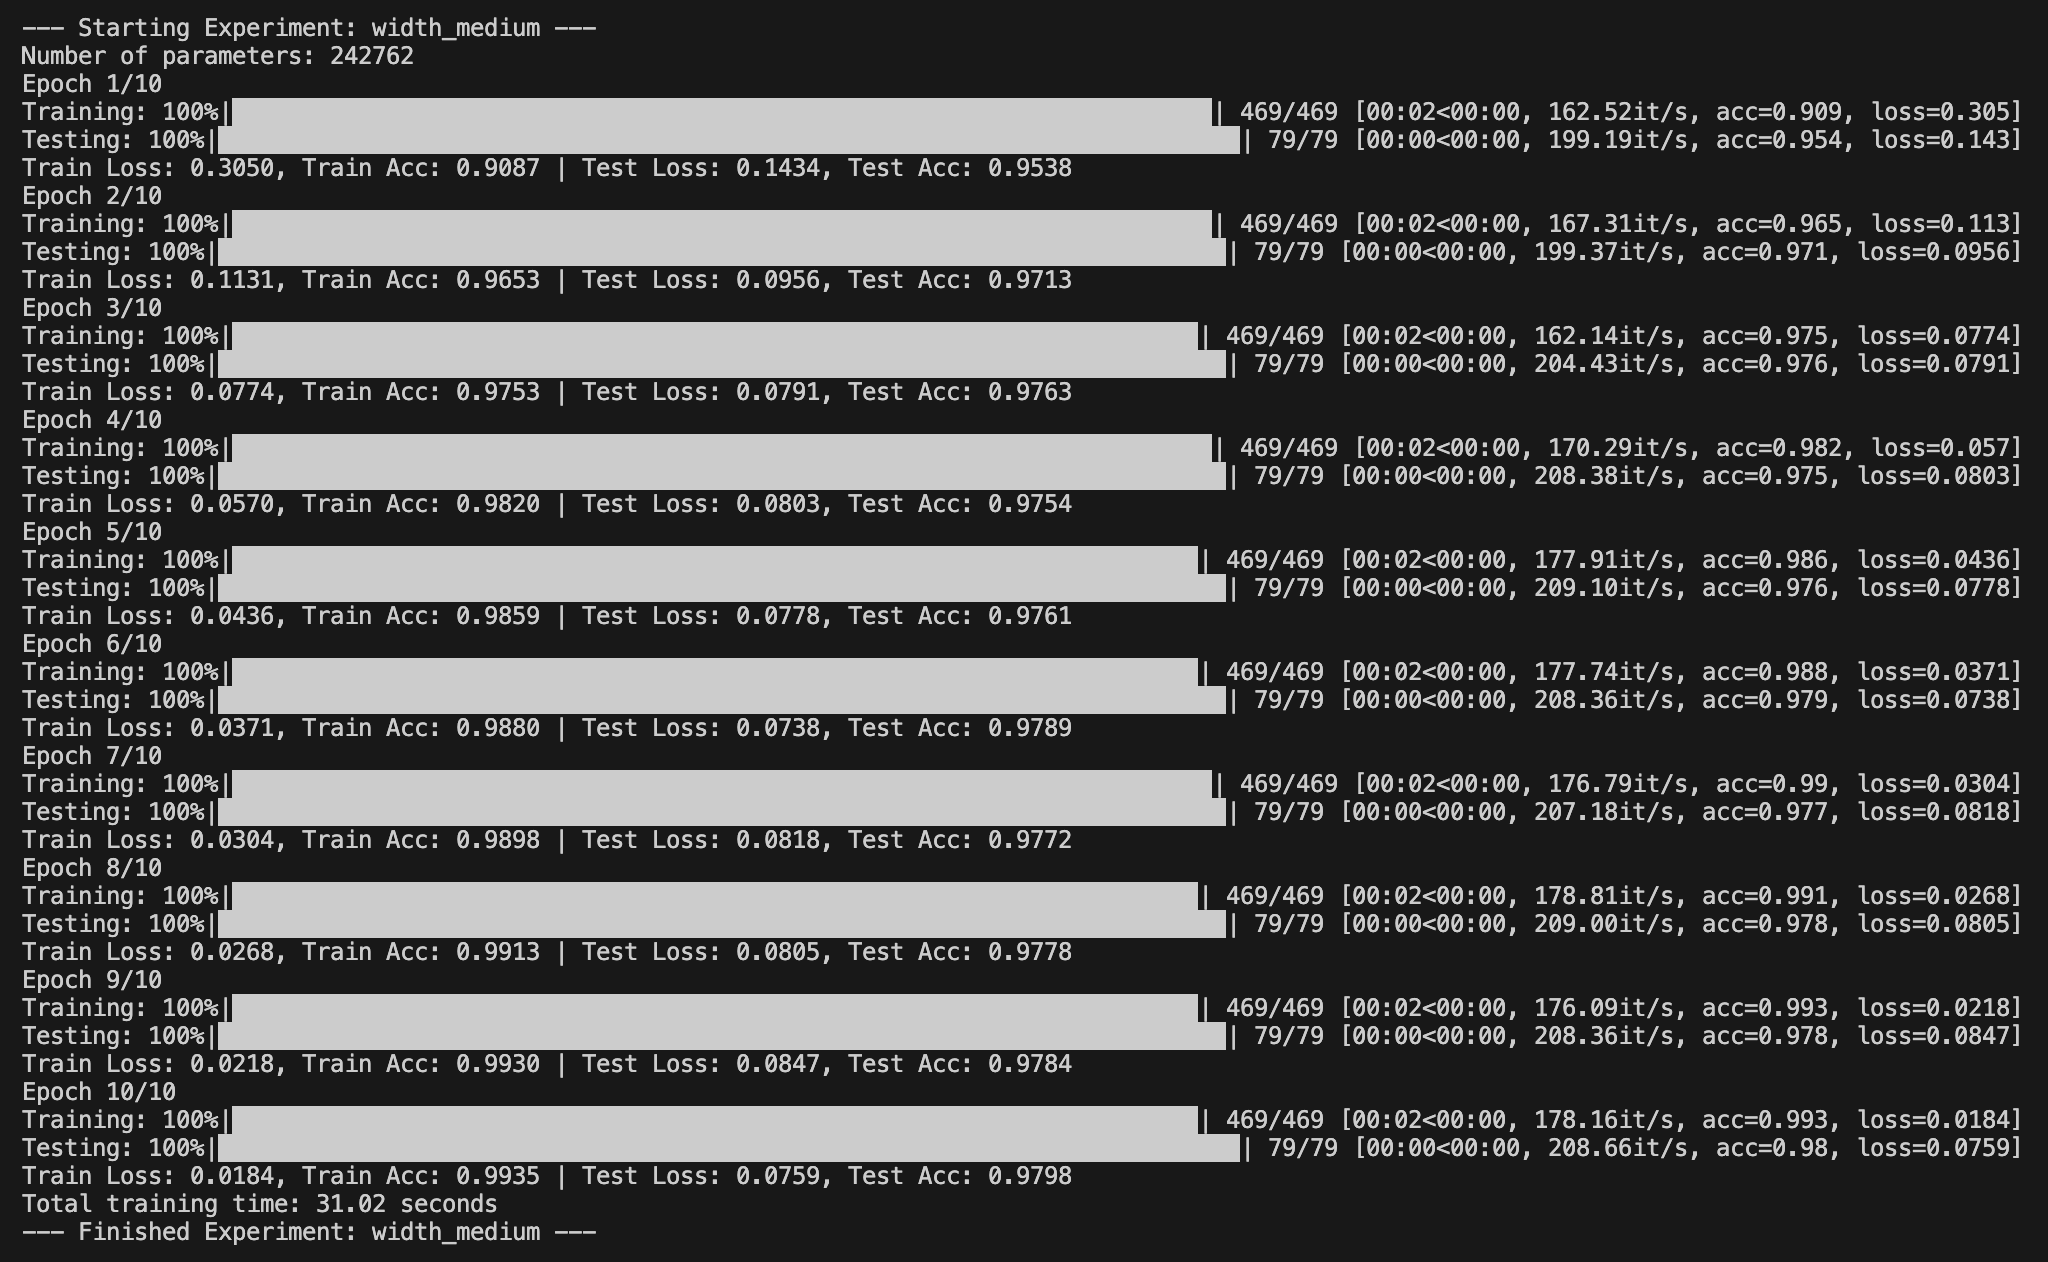 --- Starting Experiment: width_medium ---
Number of parameters: 242762
Epoch 1/10
Training: 100%|██████████| 469/469 [00:02<00:00, 162.52it/s, acc=0.909, loss=0.305]
Testing: 100%|██████████| 79/79 [00:00<00:00, 199.19it/s, acc=0.954, loss=0.143]
Train Loss: 0.3050, Train Acc: 0.9087 | Test Loss: 0.1434, Test Acc: 0.9538
Epoch 2/10
Training: 100%|██████████| 469/469 [00:02<00:00, 167.31it/s, acc=0.965, loss=0.113]
Testing: 100%|██████████| 79/79 [00:00<00:00, 199.37it/s, acc=0.971, loss=0.0956]
Train Loss: 0.1131, Train Acc: 0.9653 | Test Loss: 0.0956, Test Acc: 0.9713
Epoch 3/10
Training: 100%|██████████| 469/469 [00:02<00:00, 162.14it/s, acc=0.975, loss=0.0774]
Testing: 100%|██████████| 79/79 [00:00<00:00, 204.43it/s, acc=0.976, loss=0.0791]
Train Loss: 0.0774, Train Acc: 0.9753 | Test Loss: 0.0791, Test Acc: 0.9763
Epoch 4/10
Training: 100%|██████████| 469/469 [00:02<00:00, 170.29it/s, acc=0.982, loss=0.057]
Testing: 100%|██████████| 79/79 [00:00<00:00, 208.38it/s, acc=0.975, loss=0.0803]
Train Loss: 0.0570, Train Acc: 0.9820 | Test Loss: 0.0803, Test Acc: 0.9754
Epoch 5/10
Training: 100%|██████████| 469/469 [00:02<00:00, 177.91it/s, acc=0.986, loss=0.0436]
Testing: 100%|██████████| 79/79 [00:00<00:00, 209.10it/s, acc=0.976, loss=0.0778]
Train Loss: 0.0436, Train Acc: 0.9859 | Test Loss: 0.0778, Test Acc: 0.9761
Epoch 6/10
Training: 100%|██████████| 469/469 [00:02<00:00, 177.74it/s, acc=0.988, loss=0.0371]
Testing: 100%|██████████| 79/79 [00:00<00:00, 208.36it/s, acc=0.979, loss=0.0738]
Train Loss: 0.0371, Train Acc: 0.9880 | Test Loss: 0.0738, Test Acc: 0.9789
Epoch 7/10
Training: 100%|██████████| 469/469 [00:02<00:00, 176.79it/s, acc=0.99, loss=0.0304]
Testing: 100%|██████████| 79/79 [00:00<00:00, 207.18it/s, acc=0.977, loss=0.0818]
Train Loss: 0.0304, Train Acc: 0.9898 | Test Loss: 0.0818, Test Acc: 0.9772
Epoch 8/10
Training: 100%|██████████| 469/469 [00:02<00:00, 178.81it/s, acc=0.991, loss=0.0268]
Testing: 100%|██████████| 79/79 [00:00<00:00, 209.00it/s, acc=0.978, loss=0.0805]
Train Loss: 0.0268, Train Acc: 0.9913 | Test Loss: 0.0805, Test Acc: 0.9778
Epoch 9/10
Training: 100%|██████████| 469/469 [00:02<00:00, 176.09it/s, acc=0.993, loss=0.0218]
Testing: 100%|██████████| 79/79 [00:00<00:00, 208.36it/s, acc=0.978, loss=0.0847]
Train Loss: 0.0218, Train Acc: 0.9930 | Test Loss: 0.0847, Test Acc: 0.9784
Epoch 10/10
Training: 100%|██████████| 469/469 [00:02<00:00, 178.16it/s, acc=0.993, loss=0.0184]
Testing: 100%|██████████| 79/79 [00:00<00:00, 208.66it/s, acc=0.98, loss=0.0759]
Train Loss: 0.0184, Train Acc: 0.9935 | Test Loss: 0.0759, Test Acc: 0.9798
Total training time: 31.02 seconds
--- Finished Experiment: width_medium ---